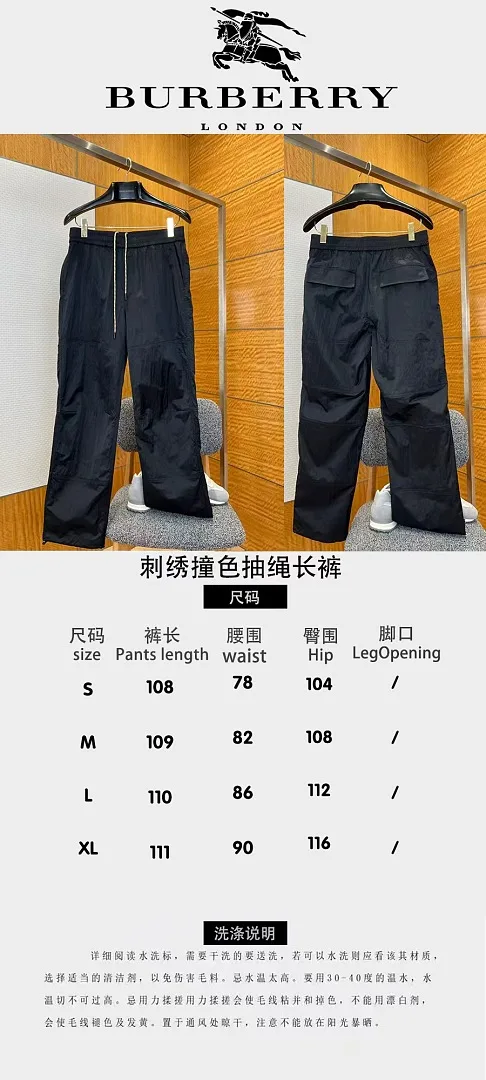 BURBERRY
LONDON
刺绣撞色抽绳长裤
尺码
尺码 裤长 腰围 臀围 脚口
size Pants length waist Hip LegOpening
S 108 78 104 /
M 109 82 108 /
L 110 86 112 /
XL 111 90 116 /
洗涤说明
详细阅读水洗标，需要干洗的要送洗，若可以水洗则应看该其材质，
选择适当的清洁剂，以免伤害毛料。忌水温太高。要用30-40度的温水，水
温切不可过高。忌用力揉搓用力揉搓会使毛线粘并和掉色，不能用漂白剂，
会使毛线褪色及发黄。置于通风处晾干，注意不能放在阳光暴晒。